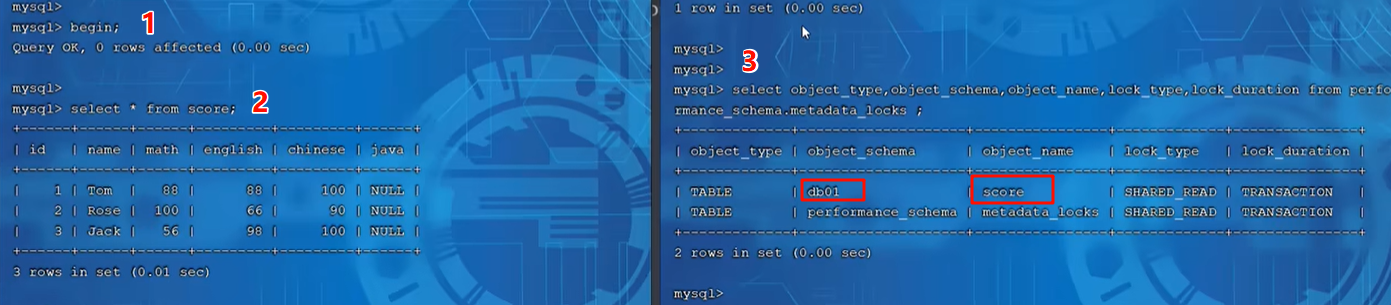 mysql>
mysql> begin; 1
Query OK, 0 rows affected (0.00 sec)
mysql>
mysql> select * from score; 2
+------+------+------+---------+---------+------+
| id | name | math | english | chinese | java |
+------+------+------+---------+---------+------+
| 1 | Tom | 88 | 88 | 100 | NULL |
| 2 | Rose | 100 | 66 | 90 | NULL |
| 3 | Jack | 56 | 98 | 100 | NULL |
+------+------+------+---------+---------+------+
3 rows in set (0.01 sec)
1 row in set (0.00 sec)
mysql>
mysql> 3
mysql> select object_type,object_schema,object_name,lock_type,lock_duration from perfo
rmance_schema.metadata_locks ;
+-------------+--------------------+----------------+-------------+---------------+
| object_type | object_schema | object_name | lock_type | lock_duration |
+-------------+--------------------+----------------+-------------+---------------+
| TABLE | db01 | score | SHARED_READ | TRANSACTION |
| TABLE | performance_schema | metadata_locks | SHARED_READ | TRANSACTION |
+-------------+--------------------+----------------+-------------+---------------+
2 rows in set (0.00 sec)
mysql>